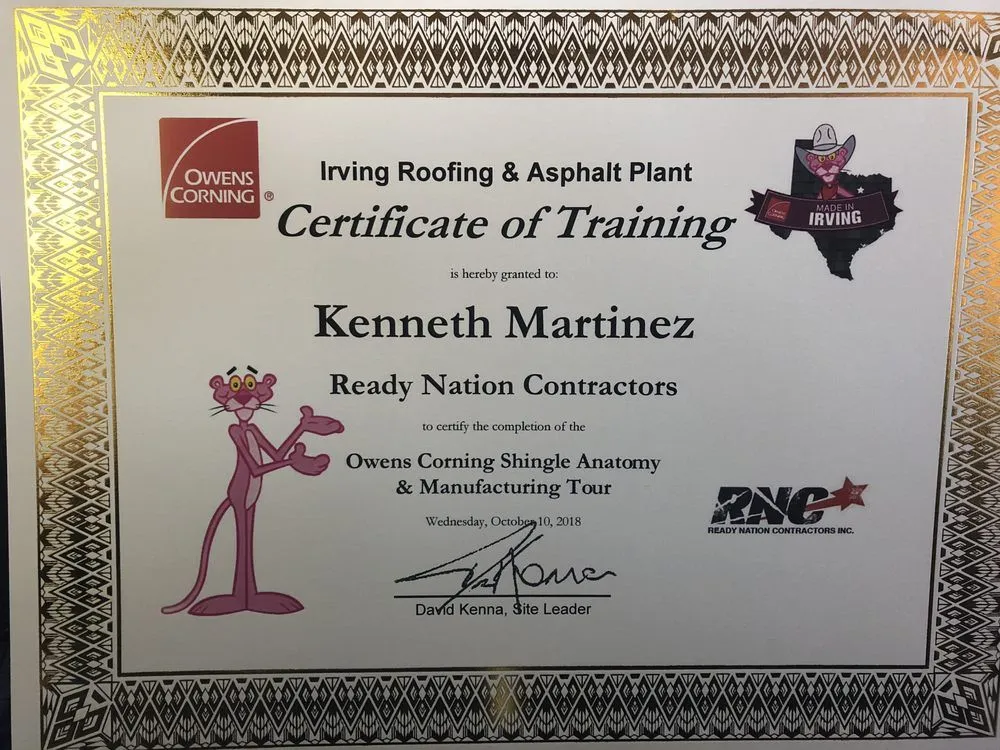 OWENS
CORNING ®
Irving Roofing & Asphalt Plant
Certificate of Training
MADE IN
IRVING
is hereby granted to:
Kenneth Martinez
Ready Nation Contractors
to certify the completion of the
Owens Corning Shingle Anatomy
& Manufacturing Tour
Wednesday, October 10, 2018
David Kenna, Site Leader
RNC
READY NATION CONTRACTORS INC.